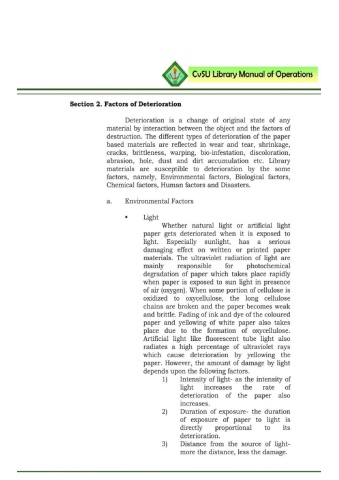 CvSU Library Manual of Operations
Section 2. Factors of Deterioration
Deterioration is a change of original state of any
material by interaction between the object and the factors of
destruction. The different types of deterioration of the paper
based materials are reflected in wear and tear, shrinkage,
cracks, brittleness, warping, bio-infestation, discoloration,
abrasion, hole, dust and dirt accumulation etc. Library
materials are susceptible to deterioration by the some
factors, namely, Environmental factors, Biological factors,
Chemical factors, Human factors and Disasters.
a. Environmental Factors
▪ Light
Whether natural light or artificial light
paper gets deteriorated when it is exposed to
light. Especially sunlight, has a serious
damaging effect on written or printed paper
materials. The ultraviolet radiation of light are
mainly responsible for photochemical
degradation of paper which takes place rapidly
when paper is exposed to sun light in presence
of air (oxygen). When some portion of cellulose is
oxidized to oxycellulose, the long cellulose
chains are broken and the paper becomes weak
and brittle. Fading of ink and dye of the coloured
paper and yellowing of white paper also takes
place due to the formation of oxycellulose.
Artificial light like fluorescent tube light also
radiates a high percentage of ultraviolet rays
which cause deterioration by yellowing the
paper. However, the amount of damage by light
depends upon the following factors.
1) Intensity of light- as the intensity of
light increases the rate of
deterioration of the paper also
increases.
2) Duration of exposure- the duration
of exposure of paper to light is
directly proportional to its
deterioration.
3) Distance from the source of light-
more the distance, less the damage.